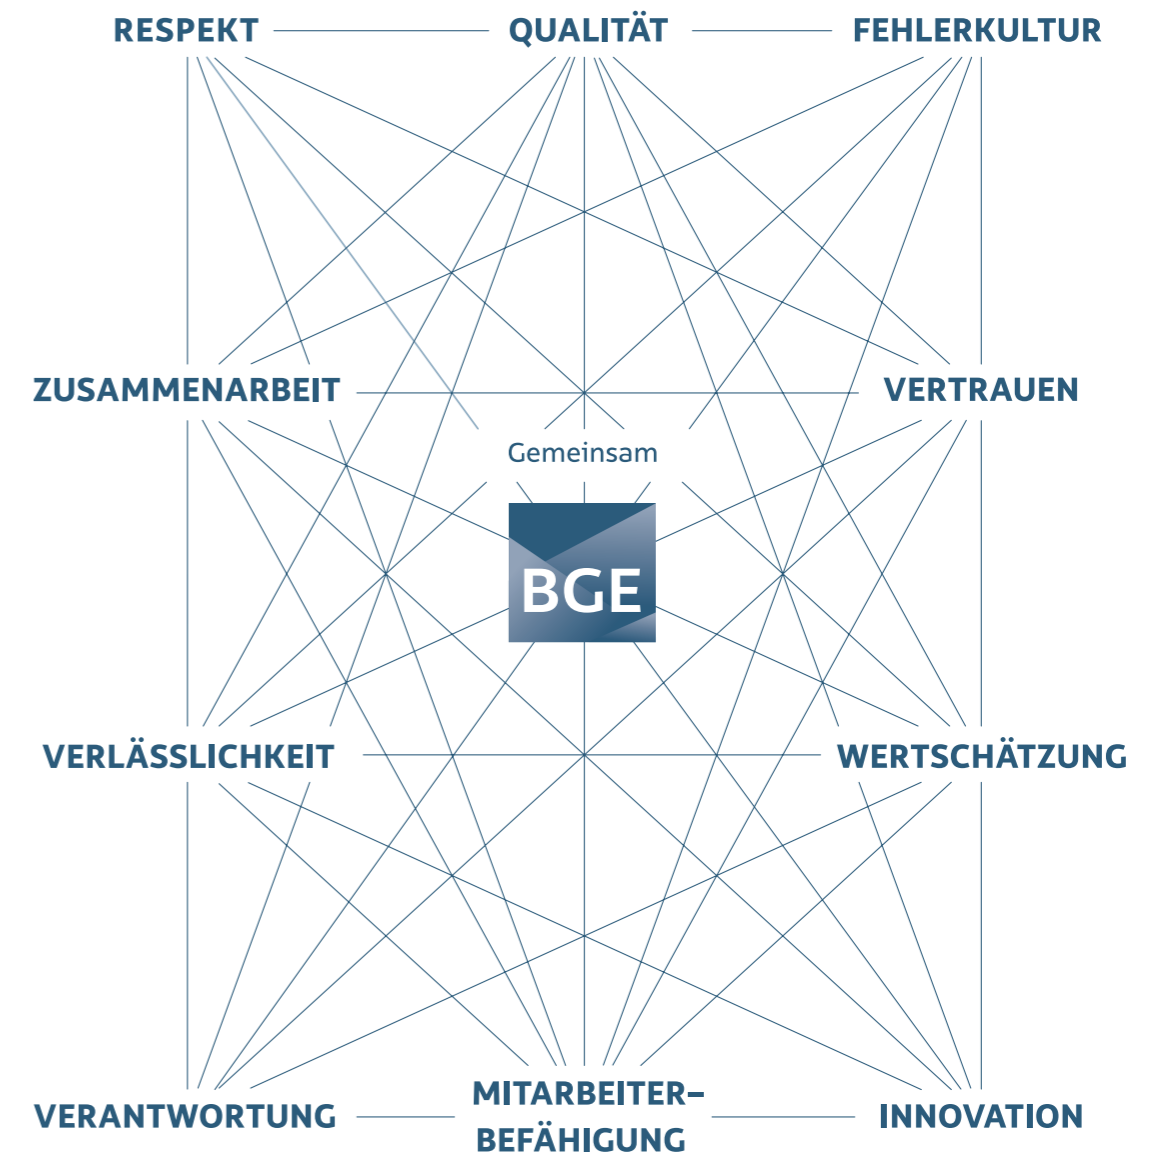 RESPEKT
QUALITÄT
FEHLERKULTUR
ZUSAMMENARBEIT
VERTRAUEN
Gemeinsam
BGE
VERLÄSSLICHKEIT
WERTSCHÄTZUNG
VERANTWORTUNG
MITARBEITER–
BEFÄHIGUNG
INNOVATION